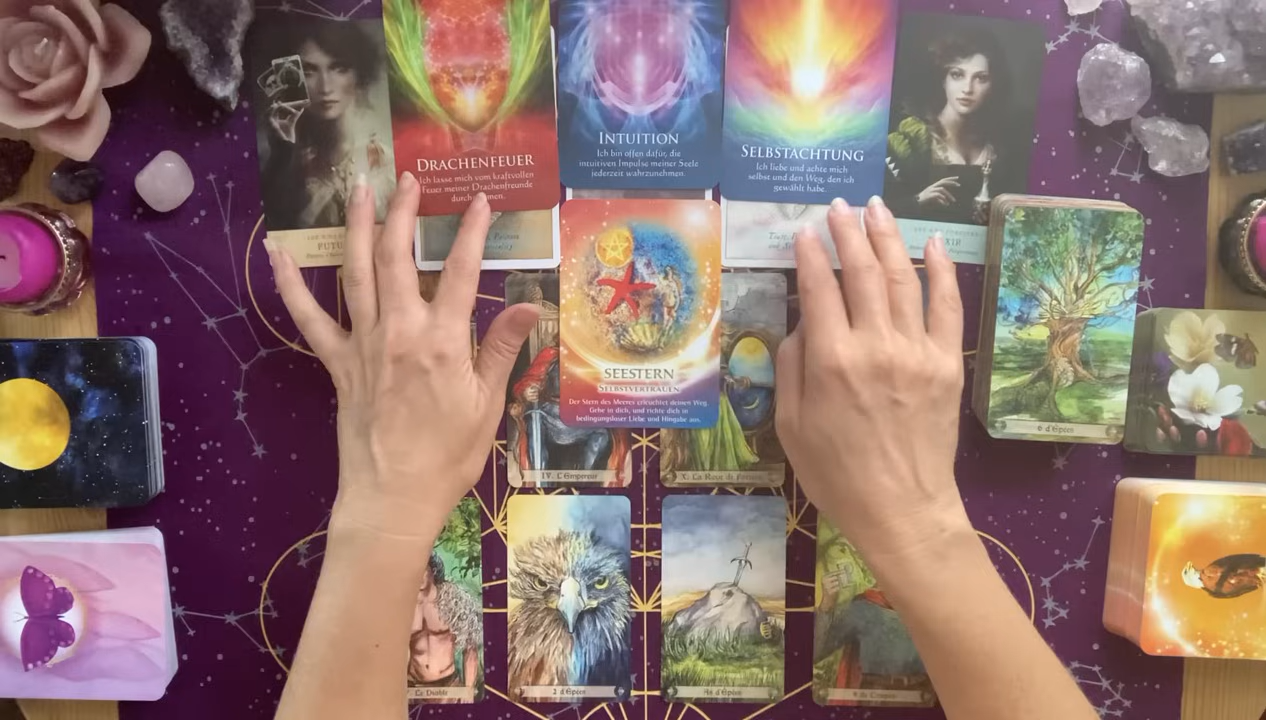 DRACHENFEUER
Ich lasse mich vom kraftvollen
Feuer meiner Drachenfreunde
INTUITION
Ich bin offen dafür, die
intuitiven Impulse meiner Seele
jederzeit wahrzunehmen.
SELBSTACHTUNG
Ich liebe und achte mich
selbst und den Weg, den ich
gewählt habe.
SEESTERN
SELBSTVERTRAUEN
Der Stern des Meeres erleuchtet deinen Weg.
Gehe in dich, und richte dich in
bedingungsloser Liebe und Hingabe aus.
6 d'Épées
IV. L'Empereur
X. La Roue de Fortune
Le Diable
2 d'Épées
As d'Épées